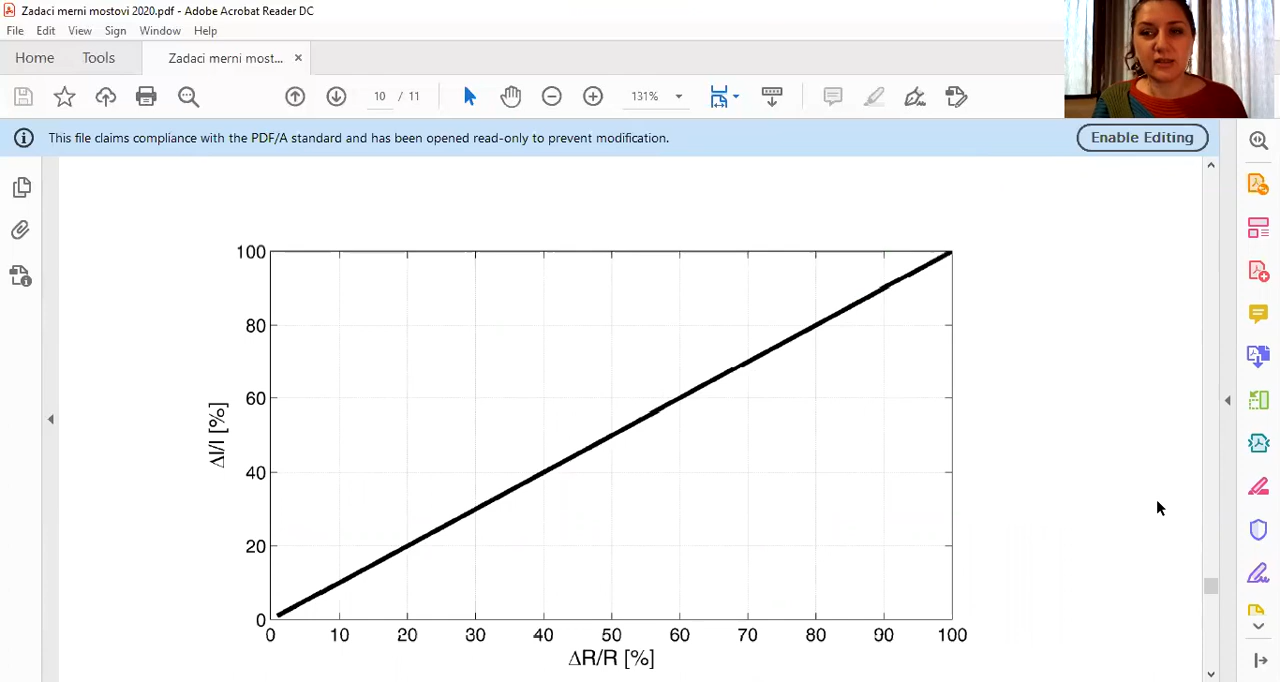 Zadaci merni mostovi 2020.pdf - Adobe Acrobat Reader DC
File Edit View Sign Window Help
Home Tools Zadaci merni most... ×
10 / 11 131%
This file claims compliance with the PDF/A standard and has been opened read-only to prevent modification. Enable Editing
100
80
60
40
20
0
ΔI/I [%]
0 10 20 30 40 50 60 70 80 90 100
ΔR/R [%]